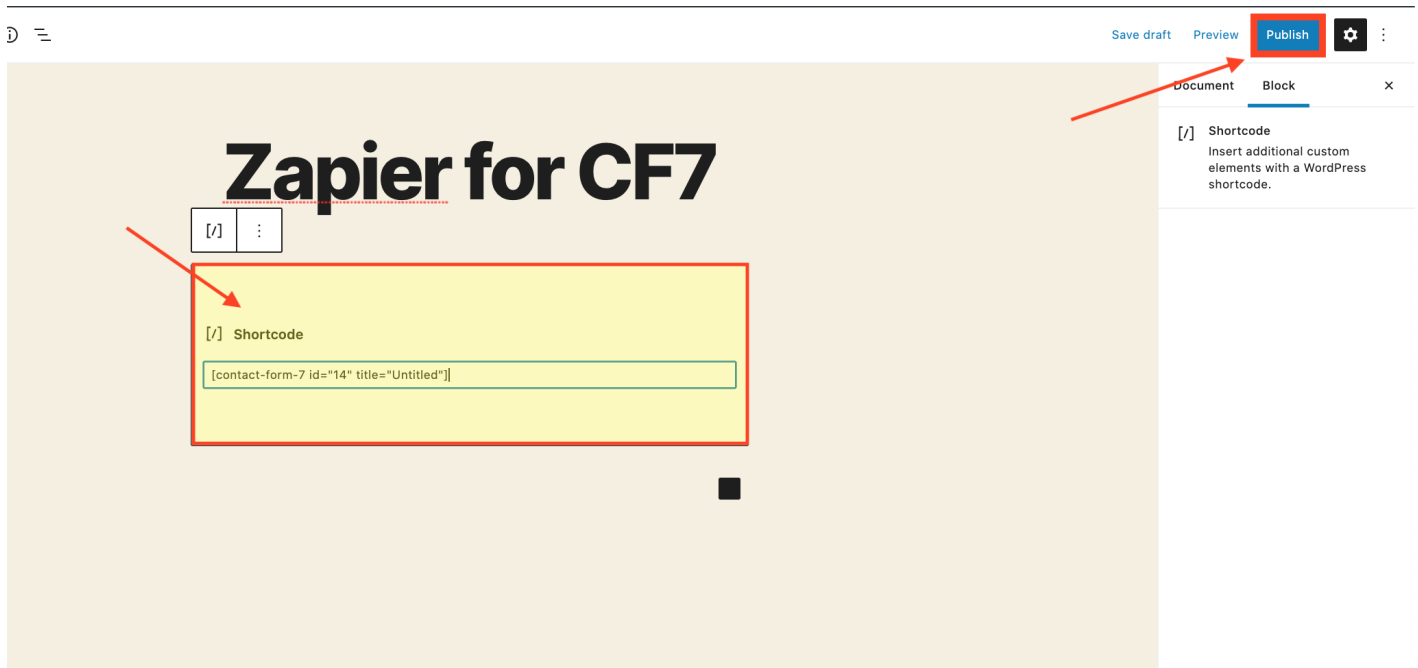 Save draft Preview Publish
Document Block
[/] Shortcode
Insert additional custom
elements with a WordPress
shortcode.
Zapier for CF7
[/]
[/] Shortcode
[contact-form-7 id="14" title="Untitled"]